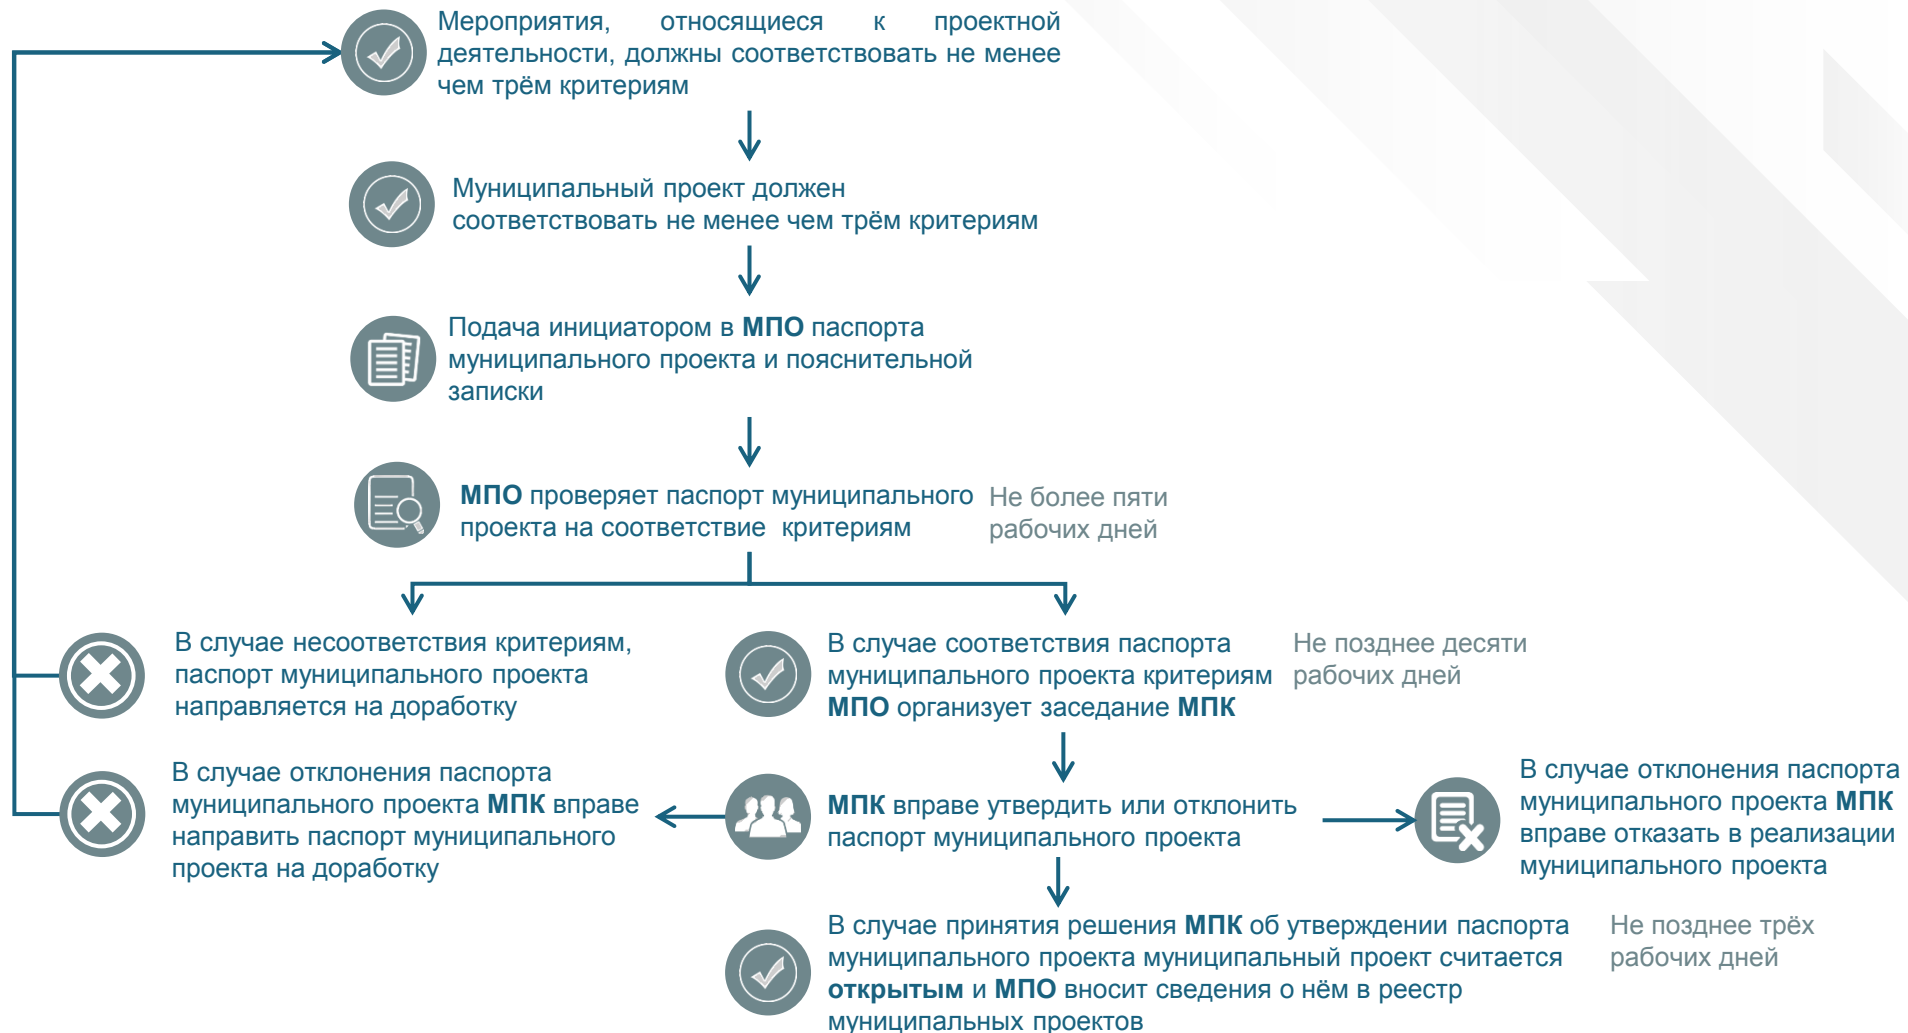 Мероприятия, относящиеся к проектной
деятельности, должны соответствовать не менее
чем трём критериям
Муниципальный проект должен
соответствовать не менее чем трём критериям
Подача инициатором в МПО паспорта
муниципального проекта и пояснительной
записки
МПО проверяет паспорт муниципального
проекта на соответствие критериям
Не более пяти
рабочих дней
В случае несоответствия критериям,
паспорт муниципального проекта
направляется на доработку
В случае соответствия паспорта
муниципального проекта критериям
МПО организует заседание МПК
Не позднее десяти
рабочих дней
В случае отклонения паспорта
муниципального проекта МПК вправе
направить паспорт муниципального
проекта на доработку
МПК вправе утвердить или отклонить
паспорт муниципального проекта
В случае отклонения паспорта
муниципального проекта МПК
вправе отказать в реализации
муниципального проекта
В случае принятия решения МПК об утверждении паспорта
муниципального проекта муниципальный проект считается
открытым и МПО вносит сведения о нём в реестр
муниципальных проектов
Не позднее трёх
рабочих дней